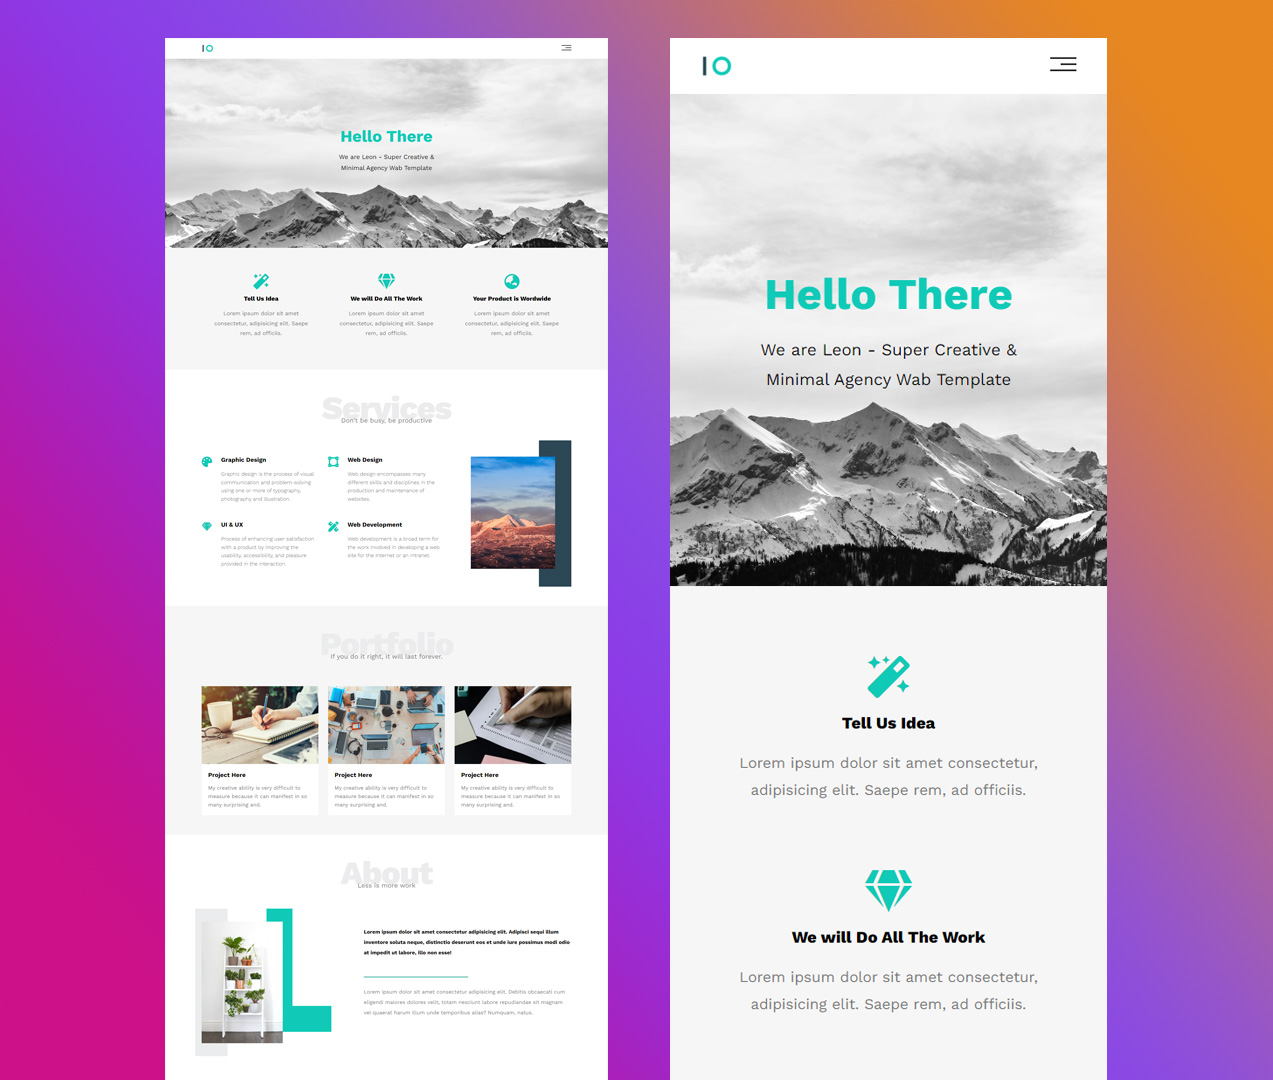 IO
Hello There
We are Leon - Super Creative &
Minimal Agency Wab Template
Tell Us Idea
Lorem ipsum dolor sit amet
consectetur, adipisicing elit. Saepe
rem, ad officiis.
We will Do All The Work
Lorem ipsum dolor sit amet
consectetur, adipisicing elit. Saepe
rem, ad officiis.
Your Product is Wordwide
Lorem ipsum dolor sit amet
consectetur, adipisicing elit. Saepe
rem, ad officiis.
Services
Don't be busy, be productive
Graphic Design
Graphic design is the process of visual
communication and problem-solving
using one or more of typography,
photography and illustration.
Web Design
Web design encompasses many
different skills and disciplines in the
production and maintenance of
websites.
UI & UX
Process of enhancing user satisfaction
with a product by improving the
usability, accessibility, and pleasure
provided in the interaction.
Web Development
Web development is a broad term for
the work involved in developing a web
site for the Internet or an intranet.
Portfolio
If you do it right, it will last forever.
Project Here
My creative ability is very difficult to
measure because it can manifest in so
many surprising and.
Project Here
My creative ability is very difficult to
measure because it can manifest in so
many surprising and.
Project Here
My creative ability is very difficult to
measure because it can manifest in so
many surprising and.
About
Less is more work
Lorem ipsum dolor sit amet consectetur adipisicing elit. Adipisci sequi illum
inventore soluta neque, distinctio deserunt eos et unde iure possimus modi odio
at impedit ut labore, illo non esse!
Lorem ipsum dolor sit amet consectetur adipisicing elit. Debitis obcaecati cum
eligendi maiores dolores velit, totam nesciunt labore repudiandae sit magnam
vel quaerat harum illum unde temporibus alias? Numquam, natus.
IO
Hello There
We are Leon - Super Creative &
Minimal Agency Wab Template
Tell Us Idea
Lorem ipsum dolor sit amet consectetur,
adipisicing elit. Saepe rem, ad officiis.
We will Do All The Work
Lorem ipsum dolor sit amet consectetur,
adipisicing elit. Saepe rem, ad officiis.